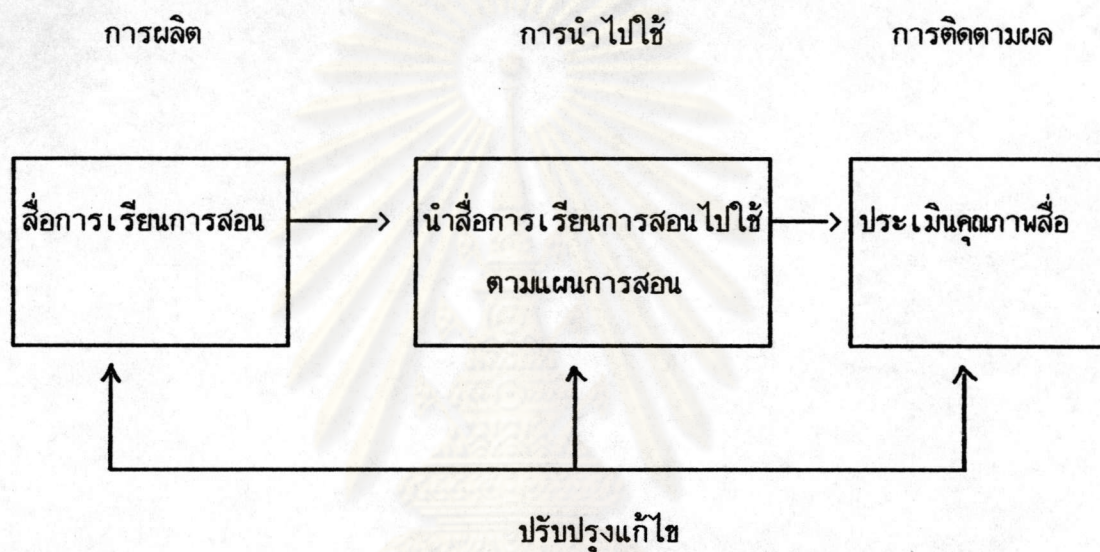 การผลิต
การนำไปใช้
การติดตามผล
สื่อการเรียนการสอน
นำสื่อการเรียนการสอนไปใช้
ตามแผนการสอน
ประเมินคุณภาพสื่อ
ปรับปรุงแก้ไข